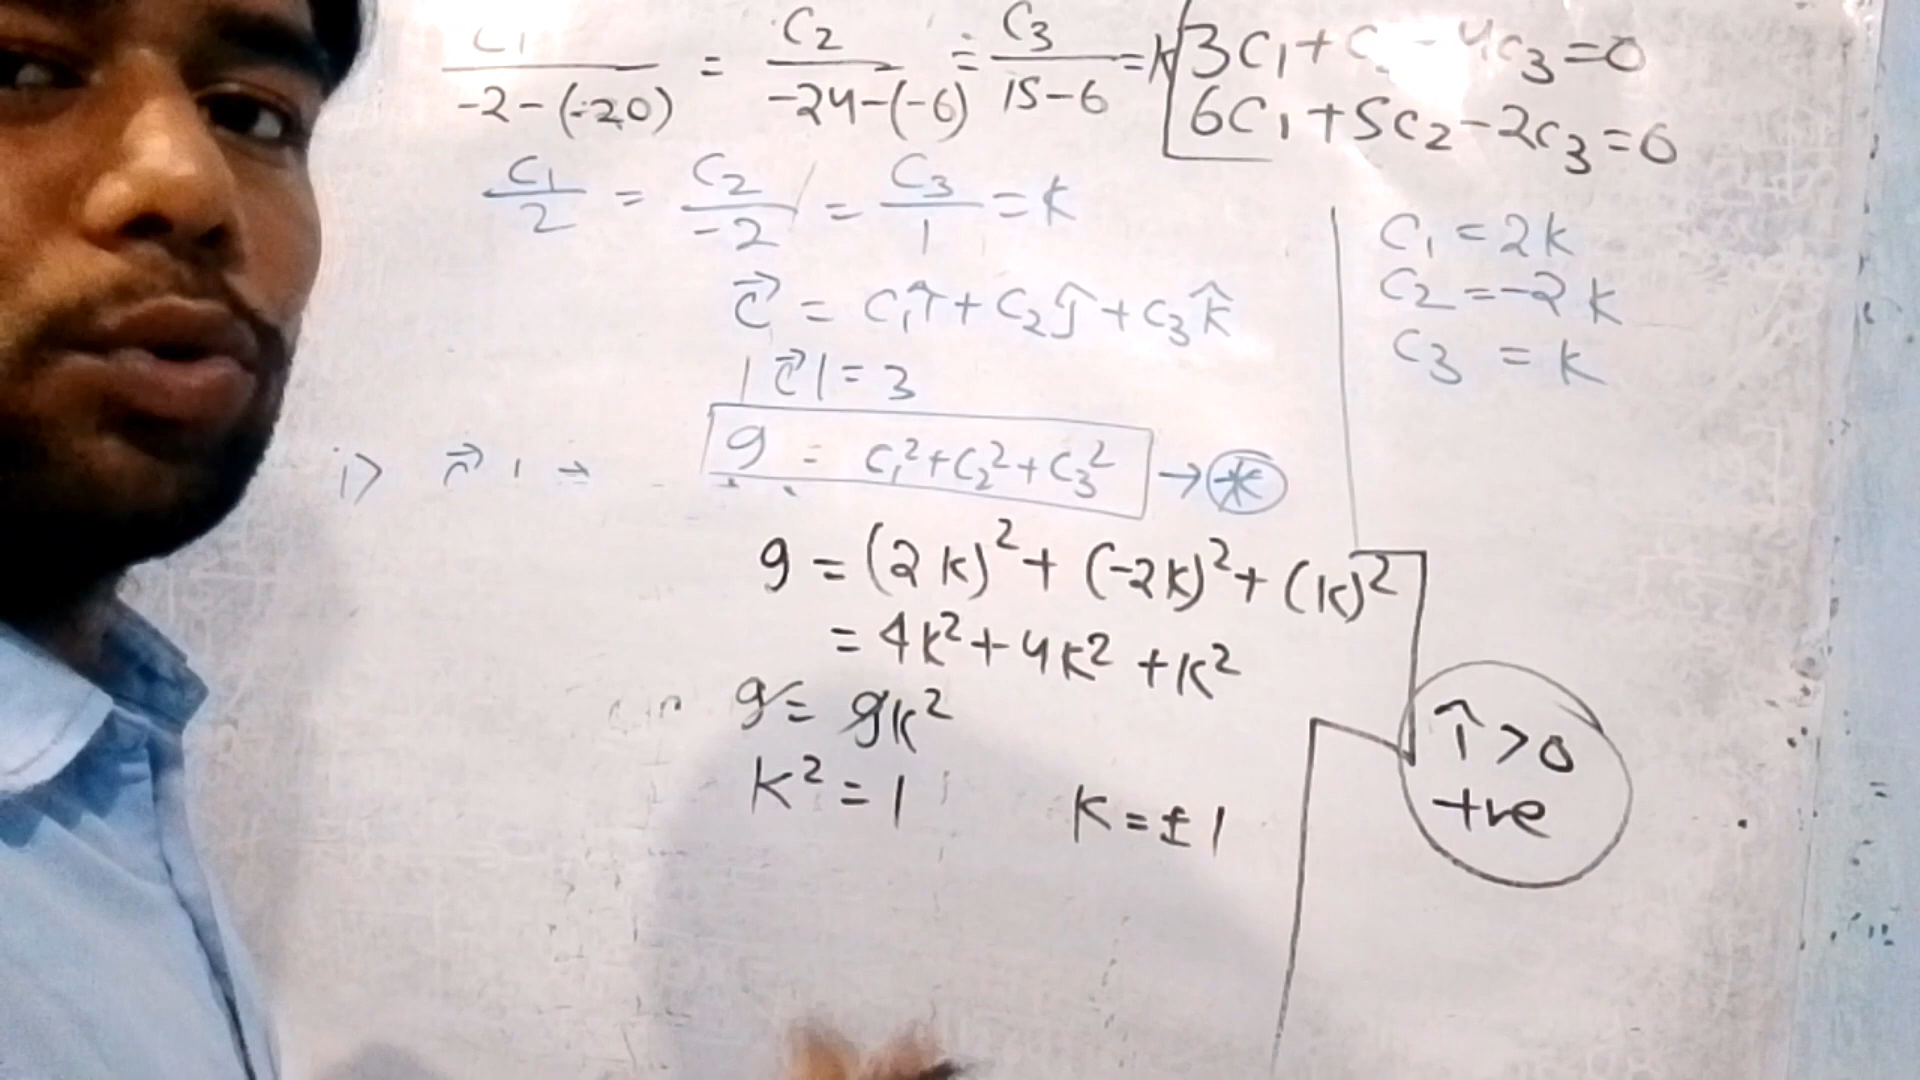 C1/-2-(-20) = C2/-24-(-6) = C3/15-6 = k
3C1+C -4C3=0
6C1+5C2-2C3=0
C1/2 = C2/-2 = C3/1 = k
C1 = 2k
C2 = -2k
C3 = k
c⃗ = C1î + C2ĵ + C3k̂
|c⃗| = 3
9 = C1²+C2²+C3² → *
i>
9 = (2k)² + (-2k)² + (k)²
= 4k² + 4k² + k²
9 = 9k²
k² = 1
k = ±1
î > 0
+ve